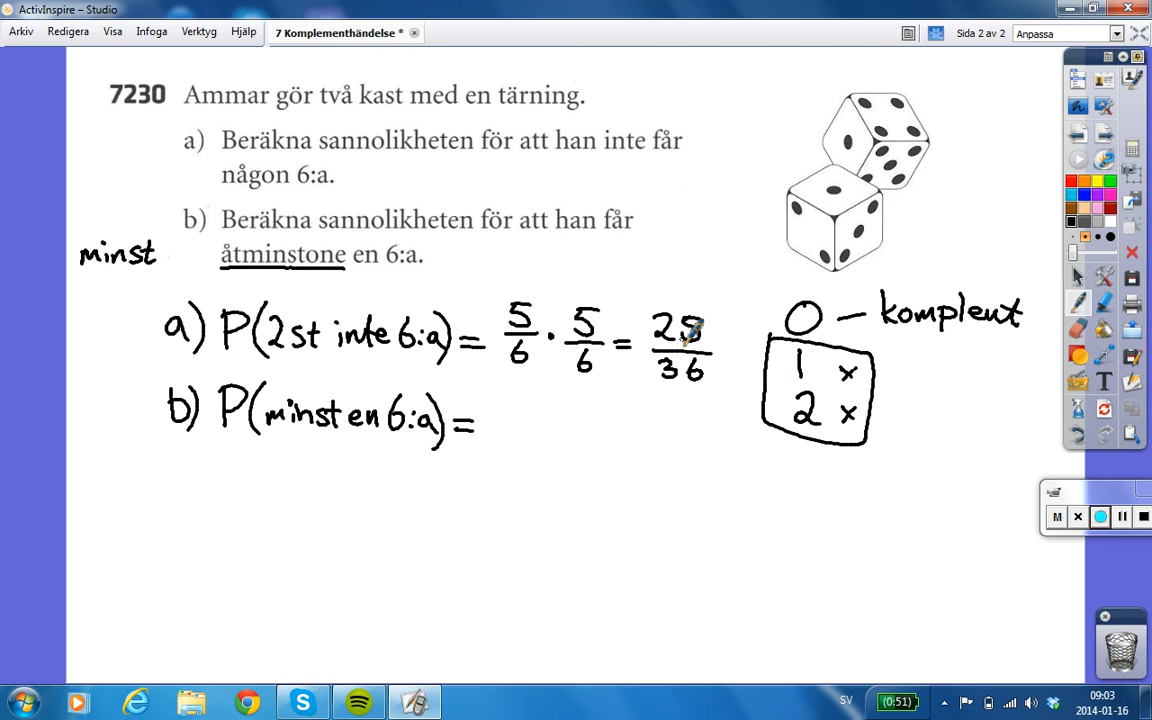 ActivInspire – Studio
Arkiv Redigera Visa Infoga Verktyg Hjälp 7 Komplementhändelse * Sida 2 av 2 Anpassa
7230 Ammar gör två kast med en tärning.
a) Beräkna sannolikheten för att han inte får
någon 6:a.
b) Beräkna sannolikheten för att han får
minst åtminstone en 6:a.
a) P(2st inte 6:a) = 5/6 · 5/6 = 25/36
0 – komplent
1 x
2 x
b) P(minst en 6:a) =
M
SV (0:51) 09:03
2014-01-16